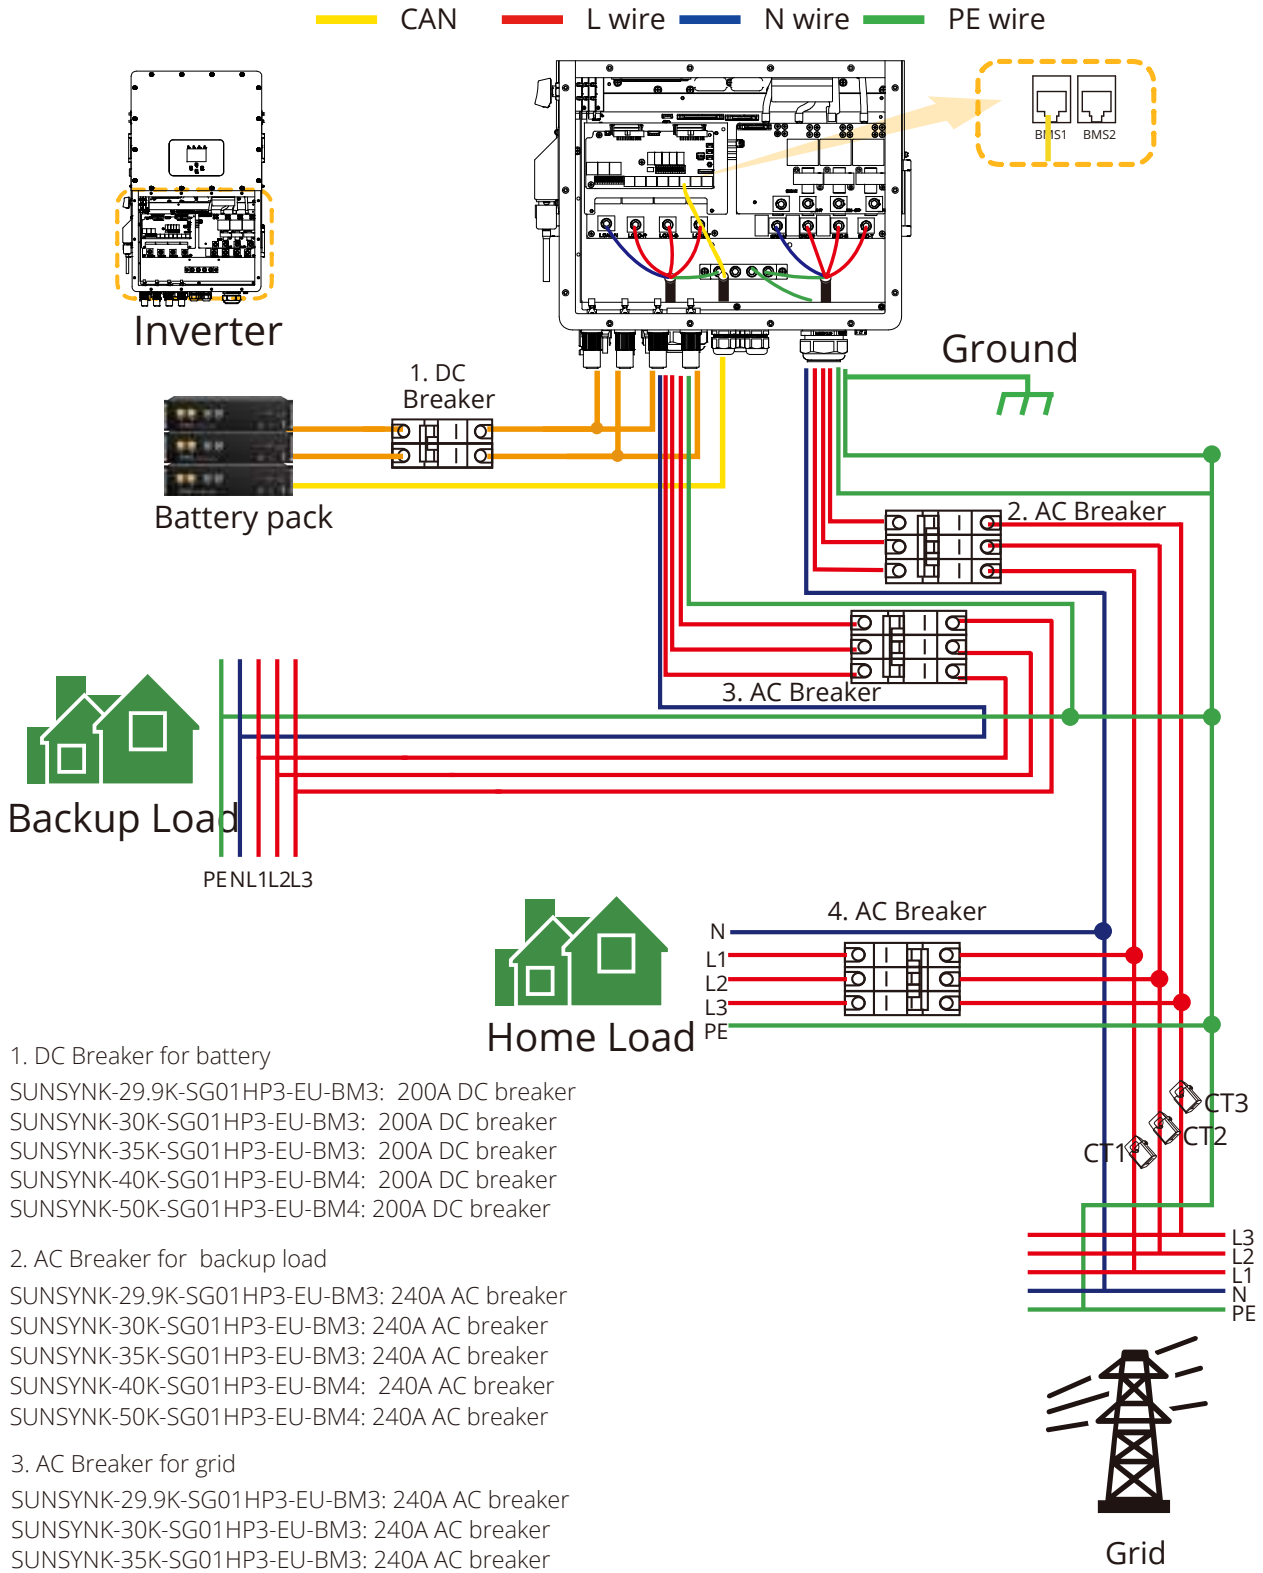 CAN L wire N wire PE wire
BMS1 BMS2
Inverter
Ground
1. DC
Breaker
Battery pack
2. AC Breaker
3. AC Breaker
Backup Load
PE N L1 L2 L3
4. AC Breaker
N
L1
L2
L3
PE
Home Load
CT3
CT2
CT1
L3
L2
L1
N
PE
Grid
1. DC Breaker for battery
SUNSYNK-29.9K-SG01HP3-EU-BM3: 200A DC breaker
SUNSYNK-30K-SG01HP3-EU-BM3: 200A DC breaker
SUNSYNK-35K-SG01HP3-EU-BM3: 200A DC breaker
SUNSYNK-40K-SG01HP3-EU-BM4: 200A DC breaker
SUNSYNK-50K-SG01HP3-EU-BM4: 200A DC breaker
2. AC Breaker for backup load
SUNSYNK-29.9K-SG01HP3-EU-BM3: 240A AC breaker
SUNSYNK-30K-SG01HP3-EU-BM3: 240A AC breaker
SUNSYNK-35K-SG01HP3-EU-BM3: 240A AC breaker
SUNSYNK-40K-SG01HP3-EU-BM4: 240A AC breaker
SUNSYNK-50K-SG01HP3-EU-BM4: 240A AC breaker
3. AC Breaker for grid
SUNSYNK-29.9K-SG01HP3-EU-BM3: 240A AC breaker
SUNSYNK-30K-SG01HP3-EU-BM3: 240A AC breaker
SUNSYNK-35K-SG01HP3-EU-BM3: 240A AC breaker